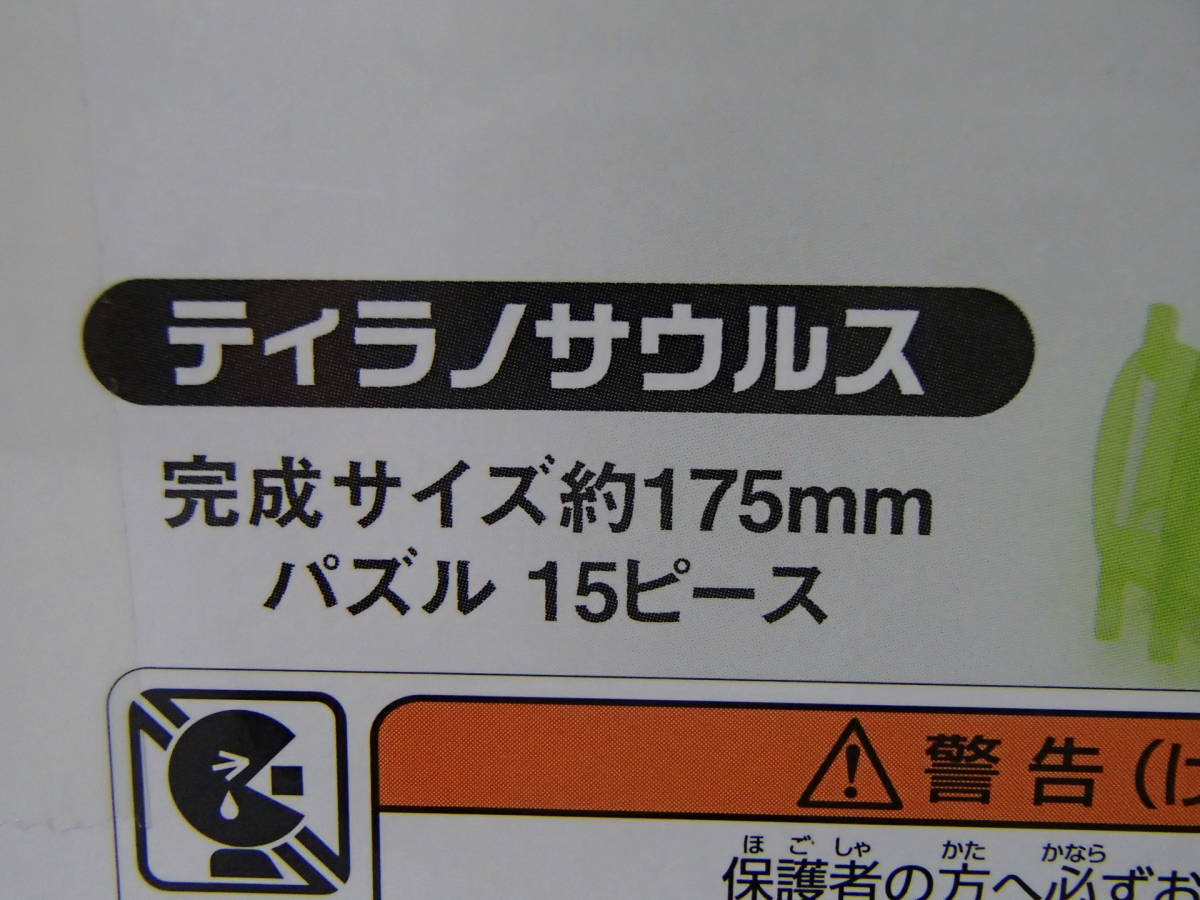 ティラノサウルス
完成サイズ約175mm
パズル 15ピース
警告(け
ほごしゃ かた かなら
保護者の方へ必ずお